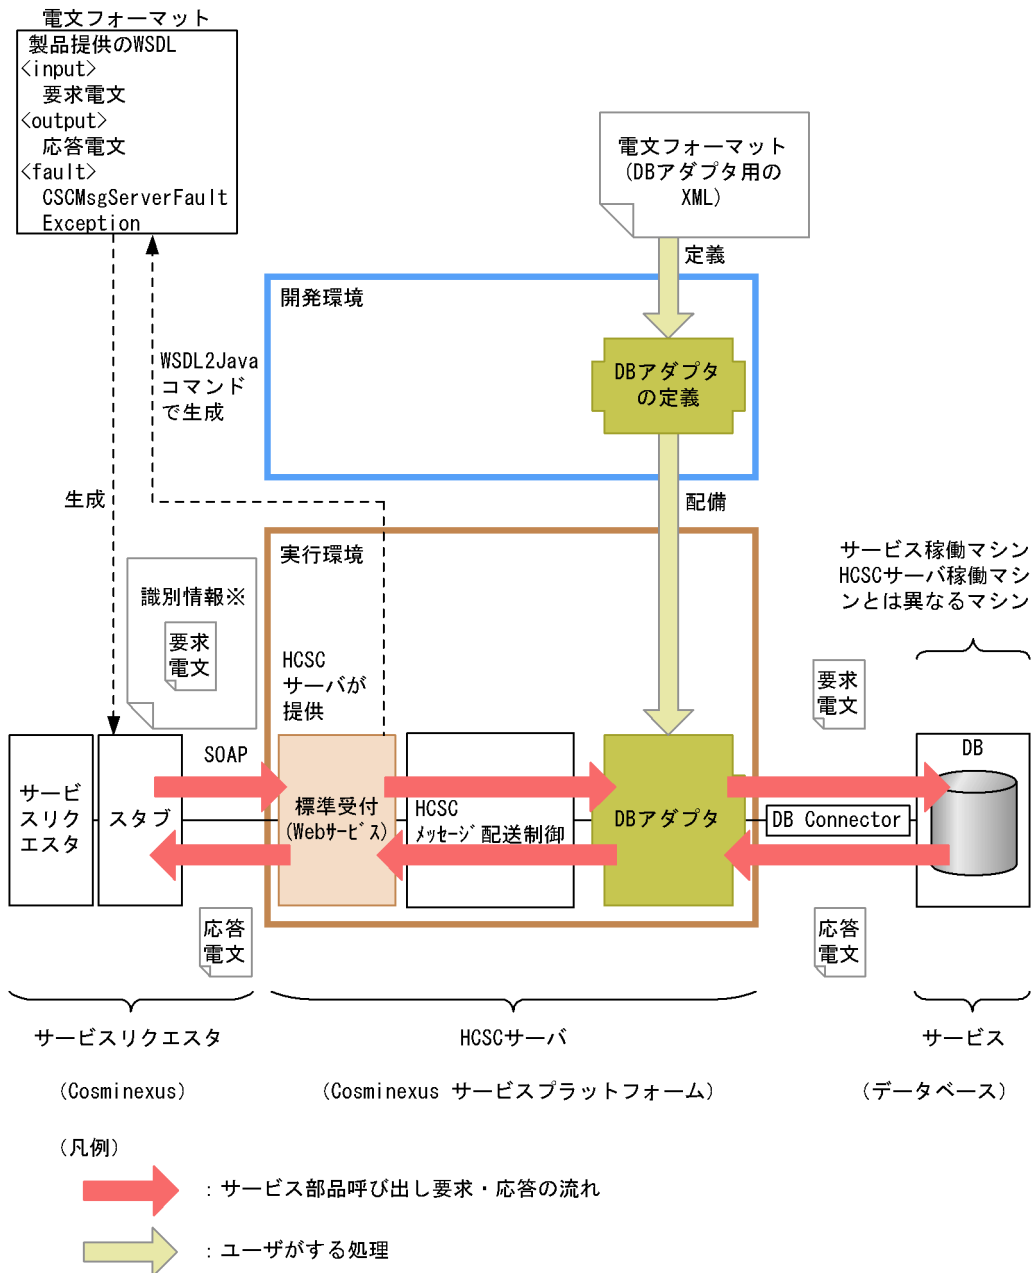 電文フォーマット
製品提供のWSDL
<input>
要求電文
<output>
応答電文
<fault>
CSCMsgServerFault
Exception
電文フォーマット
(DBアダプタ用の
XML)
定義
開発環境
WSDL2Java
コマンド
で生成
DBアダプタ
の定義
生成
配備
実行環境
サービス稼働マシン
HCSCサーバ稼働マシ
ンとは異なるマシン
識別情報※
要求
電文
HCSC
サーバが
提供
要求
電文
SOAP
DB
サービ
スリク
エスタ
スタブ
標準受付
(Webサービス)
HCSC
メッセージ配送制御
DBアダプタ
DB Connector
応答
電文
応答
電文
サービスリクエスタ
HCSCサーバ
サービス
(Cosminexus)
(Cosminexus サービスプラットフォーム)
(データベース)
(凡例)
：サービス部品呼び出し要求・応答の流れ
：ユーザがする処理